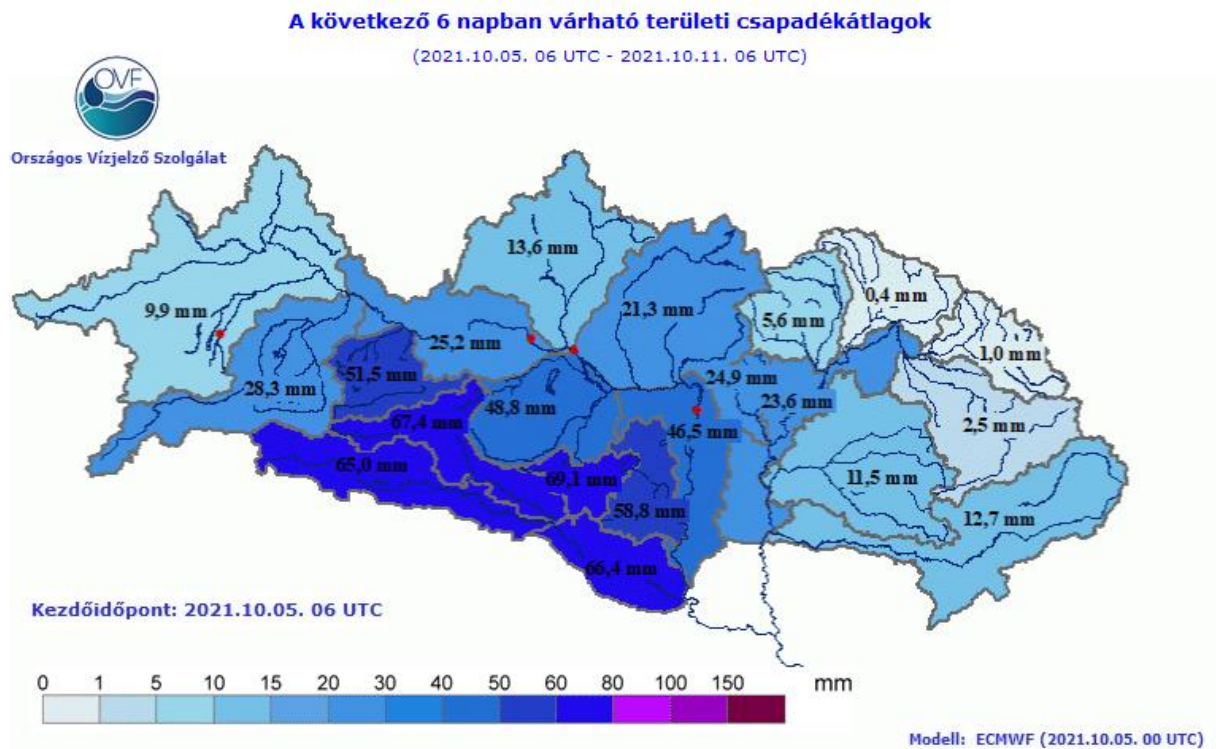 A következő 6 napban várható területi csapadékátlagok
(2021.10.05. 06 UTC - 2021.10.11. 06 UTC)
OVF
Országos Vízjelző Szolgálat
13,6 mm
0,4 mm
9,9 mm
21,3 mm
5,6 mm
25,2 mm
1,0 mm
51,5 mm
24,9 mm
28,3 mm
48,8 mm
23,6 mm
67,4 mm
46,5 mm
2,5 mm
65,0 mm
69,1 mm
11,5 mm
58,8 mm
12,7 mm
66,4 mm
Kezdőidőpont: 2021.10.05. 06 UTC
0 1 5 10 15 20 30 40 50 60 80 100 150 mm
Modell: ECMWF (2021.10.05. 00 UTC)